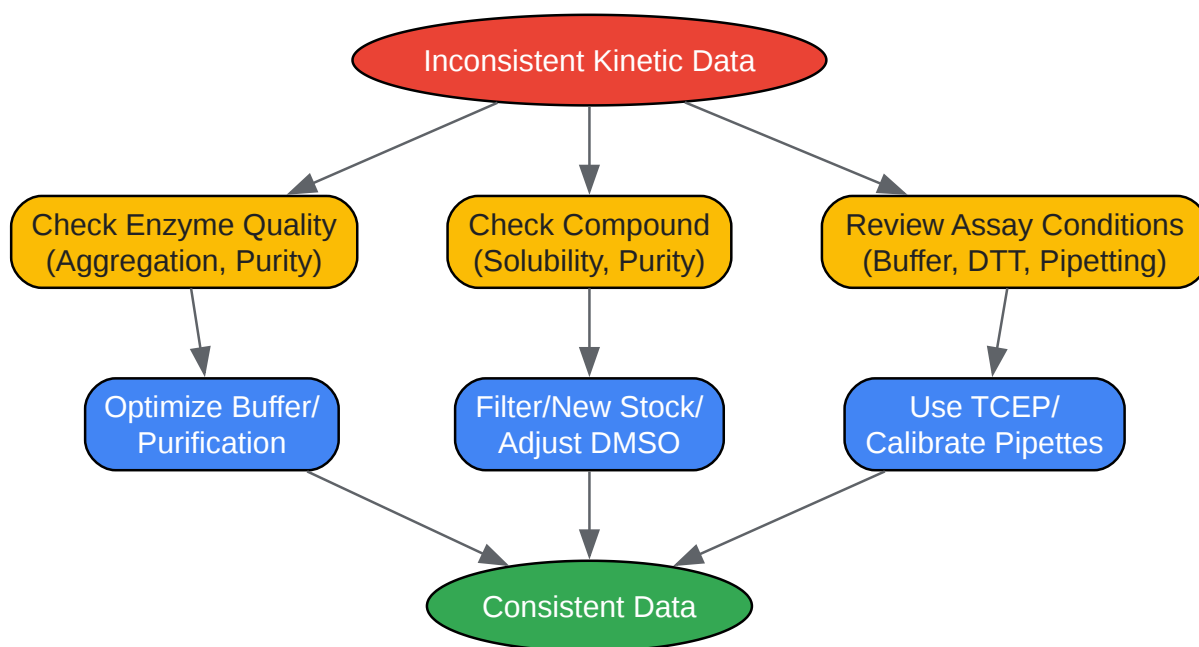 Inconsistent Kinetic Data
Check Enzyme Quality
(Aggregation, Purity)
Check Compound
(Solubility, Purity)
Review Assay Conditions
(Buffer, DTT, Pipetting)
Optimize Buffer/
Purification
Filter/New Stock/
Adjust DMSO
Use TCEP/
Calibrate Pipettes
Consistent Data